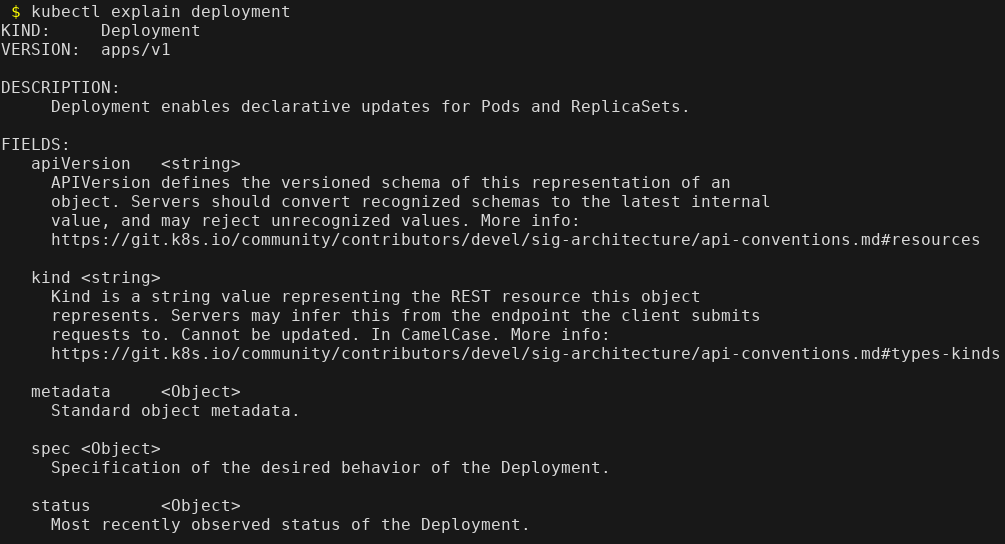 $ kubectl explain deployment
KIND:     Deployment
VERSION:  apps/v1
DESCRIPTION:
Deployment enables declarative updates for Pods and ReplicaSets.
FIELDS:
apiVersion   <string>
APIVersion defines the versioned schema of this representation of an
object. Servers should convert recognized schemas to the latest internal
value, and may reject unrecognized values. More info:
https://git.k8s.io/community/contributors/devel/sig-architecture/api-conventions.md#resources
kind <string>
Kind is a string value representing the REST resource this object
represents. Servers may infer this from the endpoint the client submits
requests to. Cannot be updated. In CamelCase. More info:
https://git.k8s.io/community/contributors/devel/sig-architecture/api-conventions.md#types-kinds
metadata     <Object>
Standard object metadata.
spec <Object>
Specification of the desired behavior of the Deployment.
status       <Object>
Most recently observed status of the Deployment.